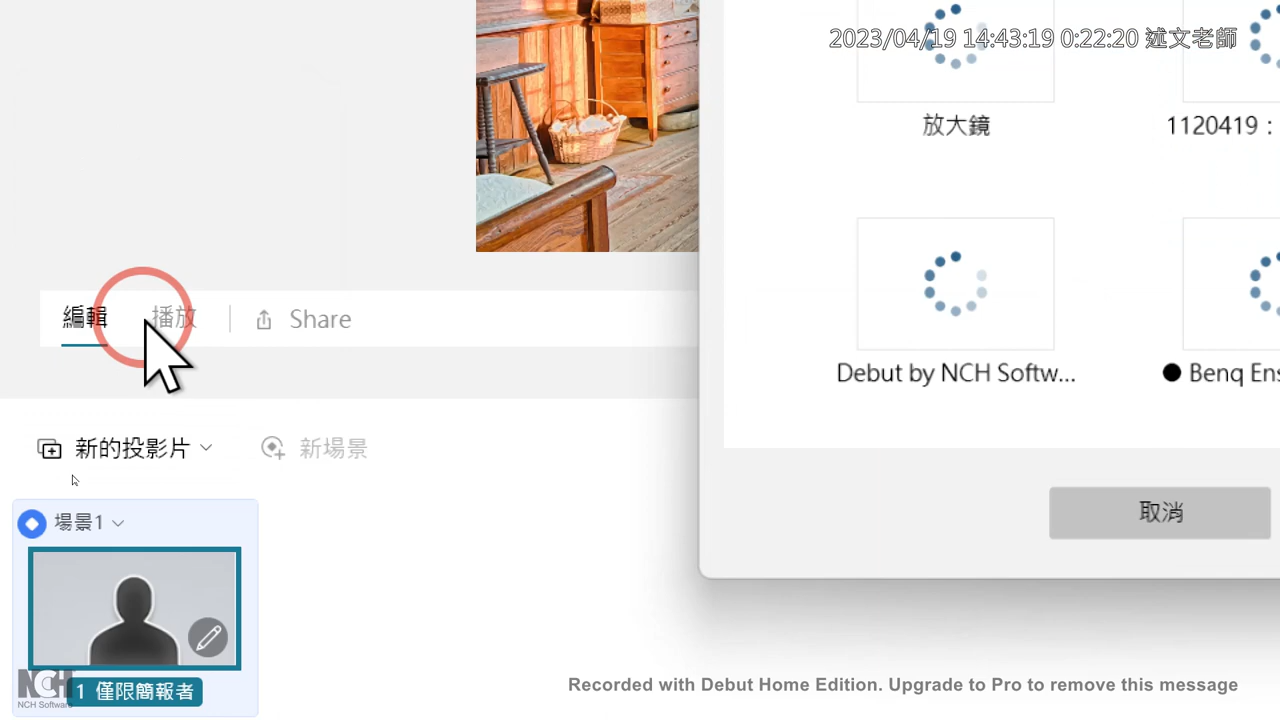 2023/04/19 14:43:19 0:22:20 述文老師
放大鏡
1120419：
編輯 播放 Share
Debut by NCH Softw...
● Benq Ens
新的投影片
新場景
取消
場景1
1 僅限簡報者
NCH
NCH Software
Recorded with Debut Home Edition. Upgrade to Pro to remove this message